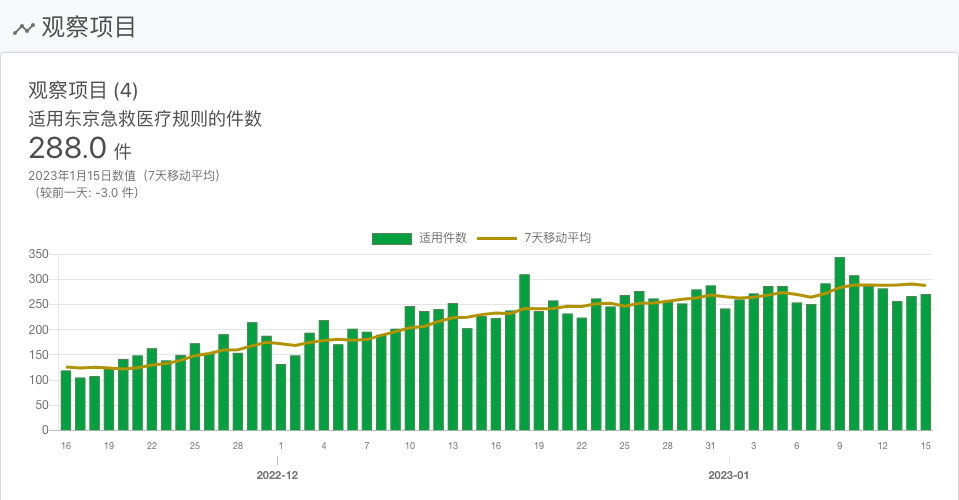 观察项目
观察项目 (4)
适用东京急救医疗规则的件数
288.0 件
2023年1月15日数值（7天移动平均）
（较前一天: -3.0 件）
适用件数 7天移动平均
350
300
250
200
150
100
50
0
16 19 22 25 28 1 4 7 10 13 16 19 22 25 28 31 3 6 9 12 15
2022-12 2023-01